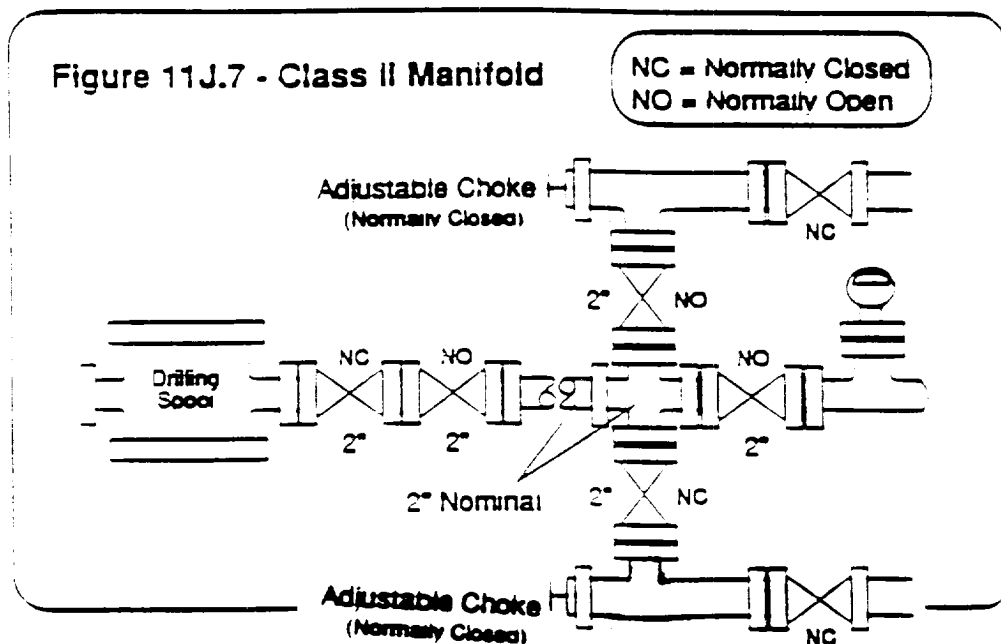 Figure 11J.7 - Class II Manifold
NC = Normally Closed
NO = Normally Open
Adjustable Choke
(Normally Closed)
NC
2"
NO
Drilling
Spool
NC
NO
NO
2"
2"
2"
2" Nominal
2"
NC
Adjustable Choke
(Normally Closed)
NC